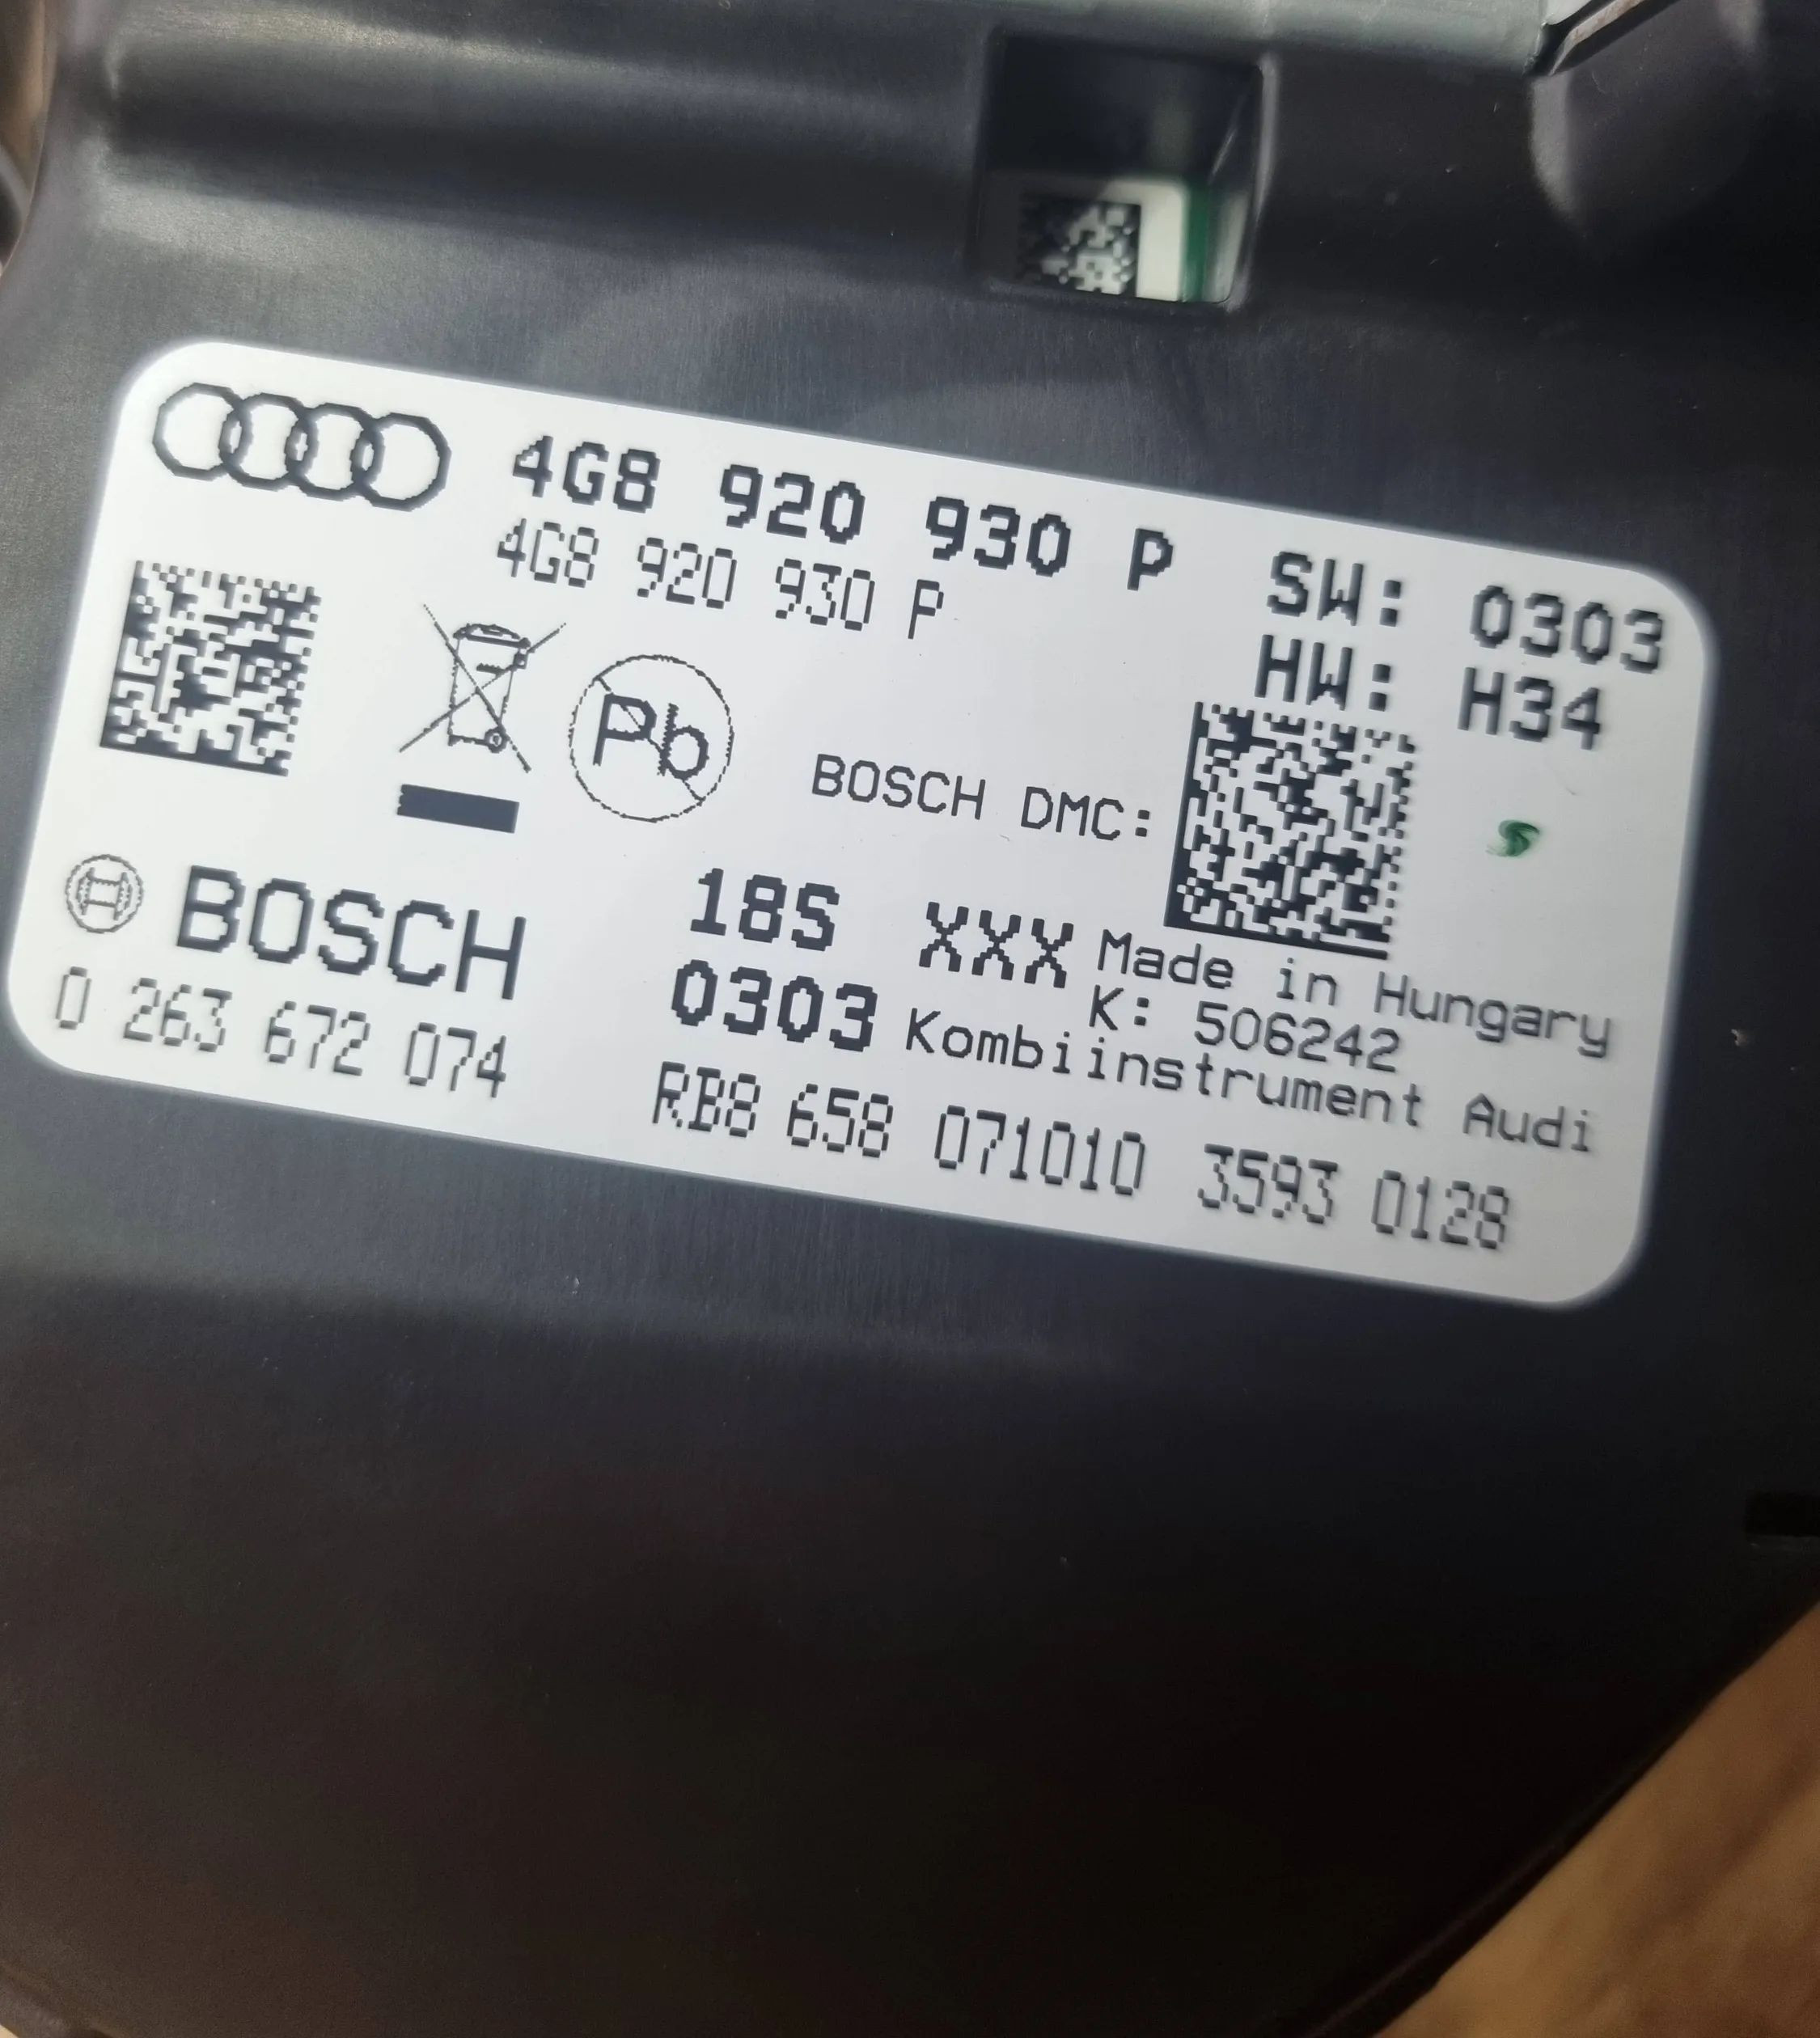 4G8 920 930 P SW: 0303
4G8 920 930 P HW: H34
Pb
BOSCH DMC:
BOSCH 18S XXX Made in Hungary
K: 506242
0 263 672 074 0303 Kombiinstrument Audi
RB8 658 071010 3593 0128